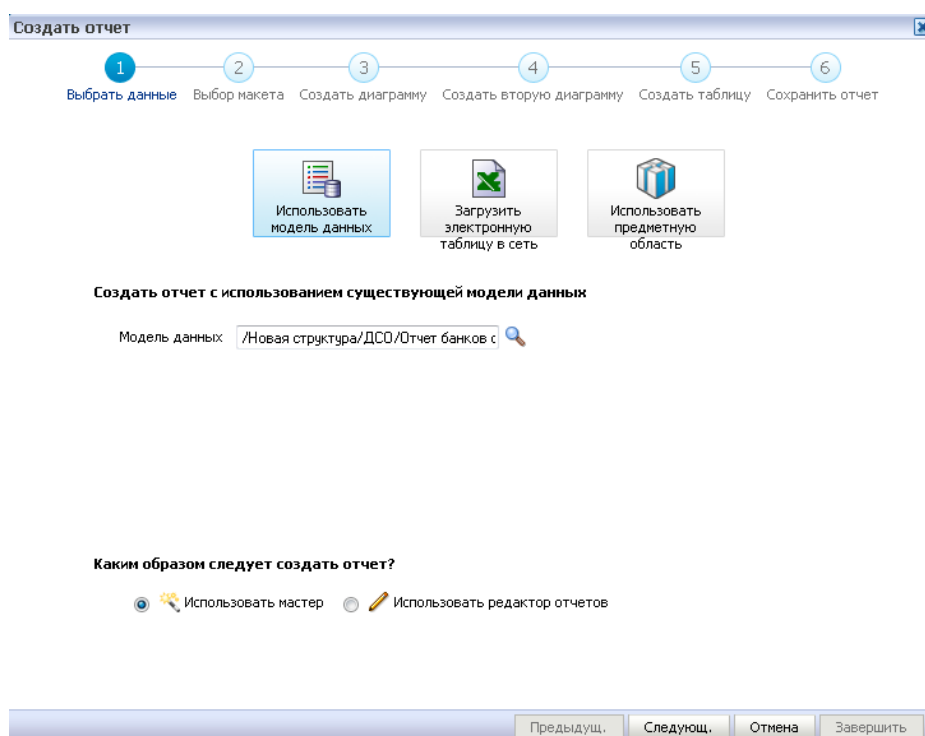 Создать отчет
1 2 3 4 5 6
Выбрать данные Выбор макета Создать диаграмму Создать вторую диаграмму Создать таблицу Сохранить отчет
Использовать
модель данных
Загрузить
электронную
таблицу в сеть
Использовать
предметную
область
Создать отчет с использованием существующей модели данных
Модель данных /Новая структура/ДСО/Отчет банков с
Каким образом следует создать отчет?
Использовать мастер Использовать редактор отчетов
Предыдущ. Следующ. Отмена Завершить